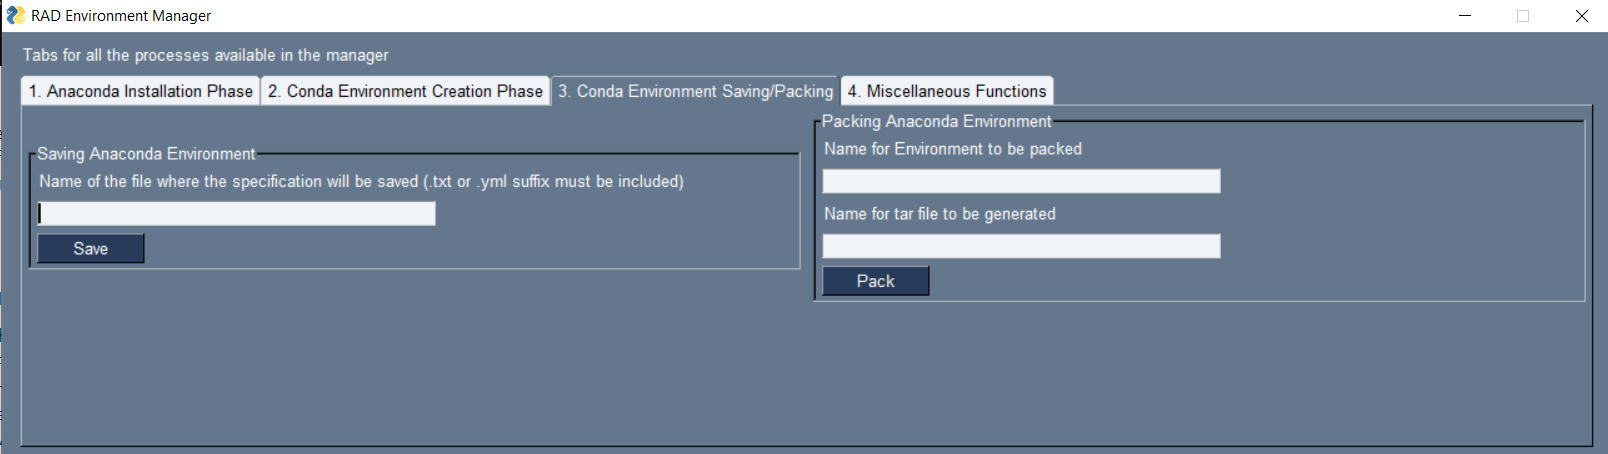 RAD Environment Manager
Tabs for all the processes available in the manager
1. Anaconda Installation Phase 2. Conda Environment Creation Phase 3. Conda Environment Saving/Packing 4. Miscellaneous Functions
Saving Anaconda Environment
Name of the file where the specification will be saved (.txt or .yml suffix must be included)
Save
Packing Anaconda Environment
Name for Environment to be packed
Name for tar file to be generated
Pack